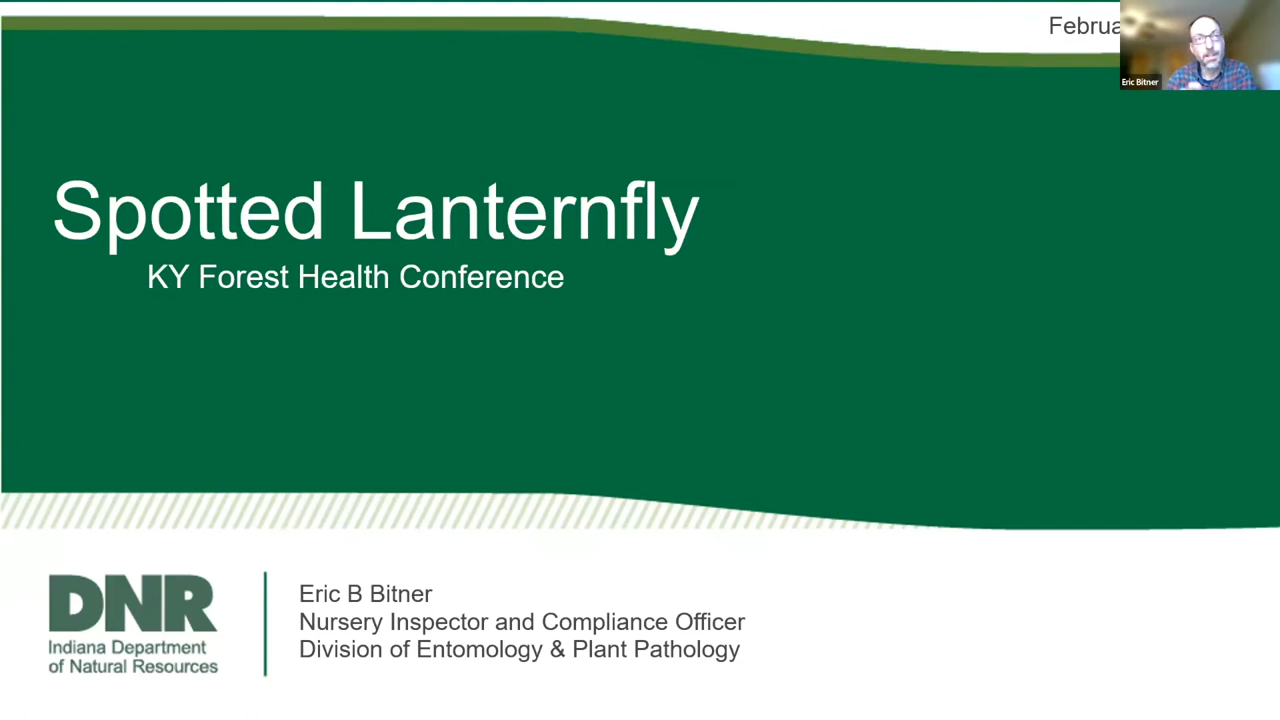 Eric Bitner
Spotted Lanternfly
KY Forest Health Conference
DNR
Indiana Department
of Natural Resources
Eric B Bitner
Nursery Inspector and Compliance Officer
Division of Entomology & Plant Pathology